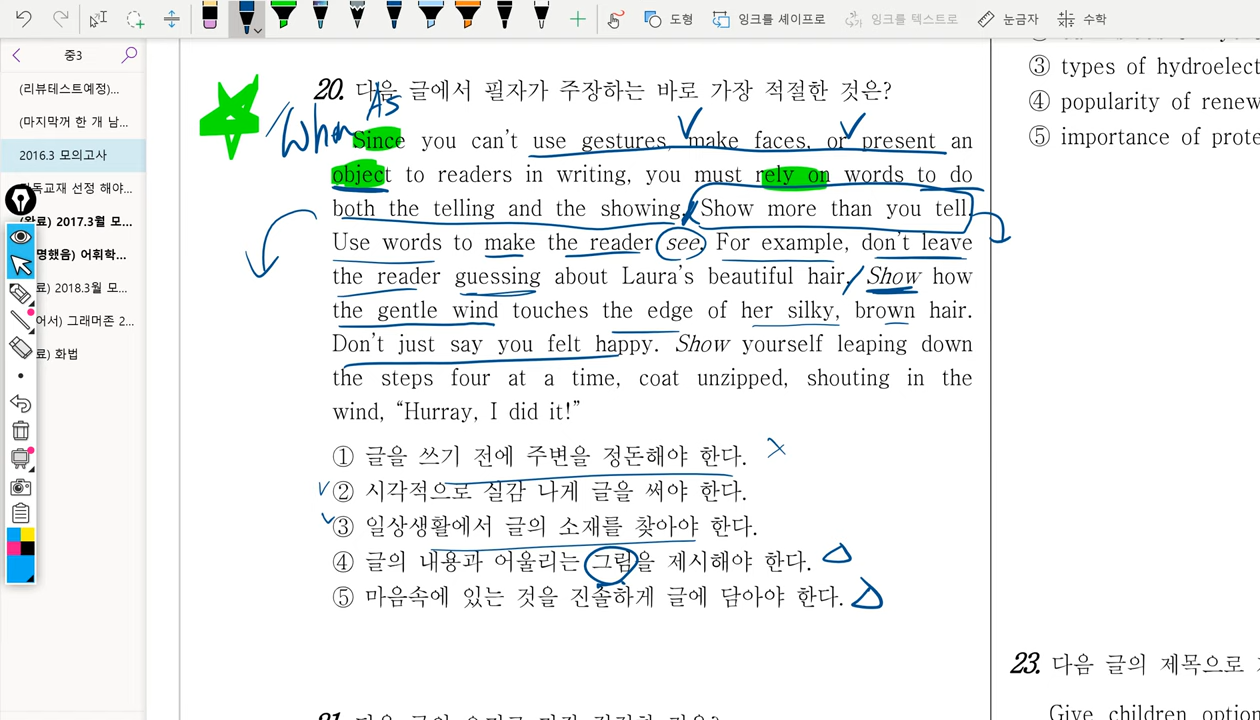 도형
잉크를 셰이프로
잉크를 텍스트로
눈금자
수학
중3
(리뷰테스트예정)...
(마지막꺼 한 개 남...
2016.3 모의고사
독교재 선정 해야...
료) 2017.3월 모...
명했음) 어휘학...
료) 2018.3월 모...
어서) 그래머존 2...
료) 화법
20. 다음 글에서 필자가 주장하는 바로 가장 적절한 것은?
As
When
Since you can't use gestures, make faces, or present an
object to readers in writing, you must rely on words to do
both the telling and the showing. Show more than you tell.
Use words to make the reader see. For example, don't leave
the reader guessing about Laura's beautiful hair. Show how
the gentle wind touches the edge of her silky, brown hair.
Don't just say you felt happy. Show yourself leaping down
the steps four at a time, coat unzipped, shouting in the
wind, “Hurray, I did it!”
① 글을 쓰기 전에 주변을 정돈해야 한다.
② 시각적으로 실감 나게 글을 써야 한다.
③ 일상생활에서 글의 소재를 찾아야 한다.
④ 글의 내용과 어울리는 그림을 제시해야 한다.
⑤ 마음속에 있는 것을 진솔하게 글에 담아야 한다.
③ types of hydroelect
④ popularity of renew
⑤ importance of prote
23. 다음 글의 제목으로
Give children option